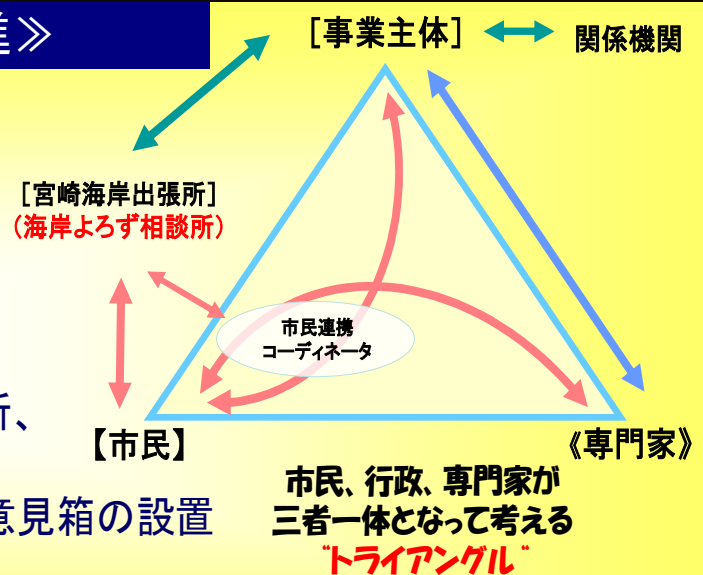 進≫
［事業主体］
関係機関
［宮崎海岸出張所］
（海岸よろず相談所）
市民連携
コーディネータ
所、
【市民】
《専門家》
意見箱の設置
市民、行政、専門家が
三者一体となって考える
“トライアングル“